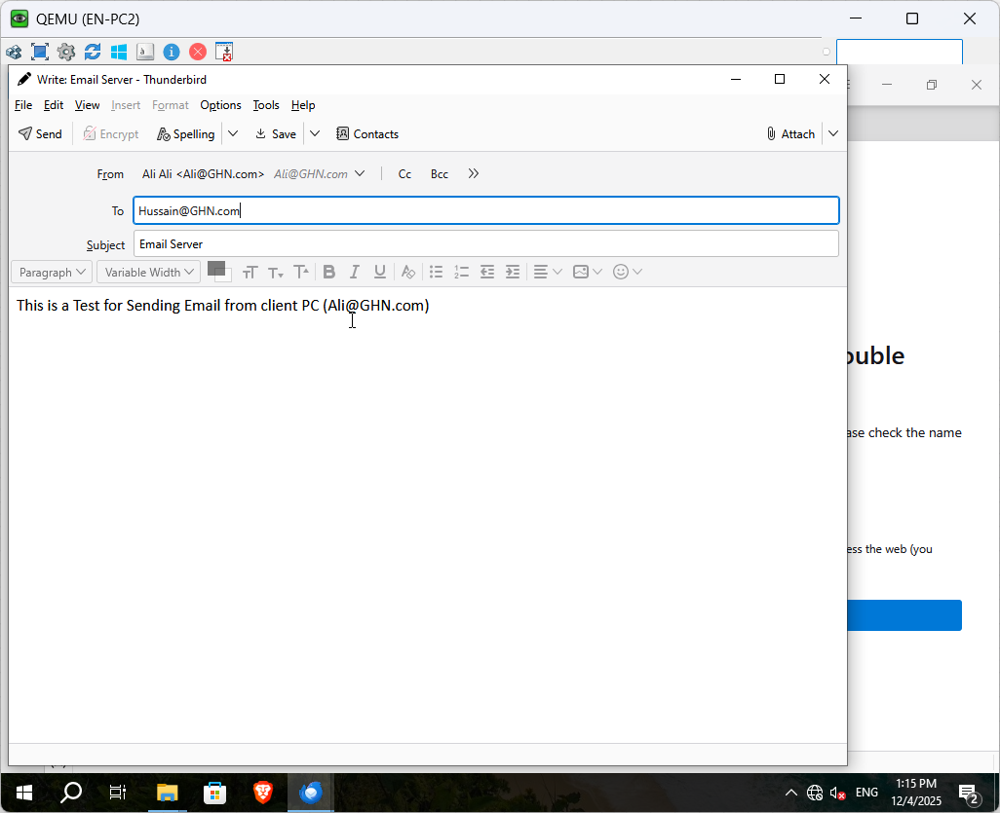 QEMU (EN-PC2)
Write: Email Server - Thunderbird
File Edit View Insert Format Options Tools Help
Send Encrypt Spelling Save Contacts Attach
From Ali Ali <Ali@GHN.com> Ali@GHN.com Cc Bcc
To Hussain@GHN.com
Subject Email Server
Paragraph Variable Width
This is a Test for Sending Email from client PC (Ali@GHN.com)
ouble
ase check the name
ess the web (you
ENG 1:15 PM
12/4/2025 2